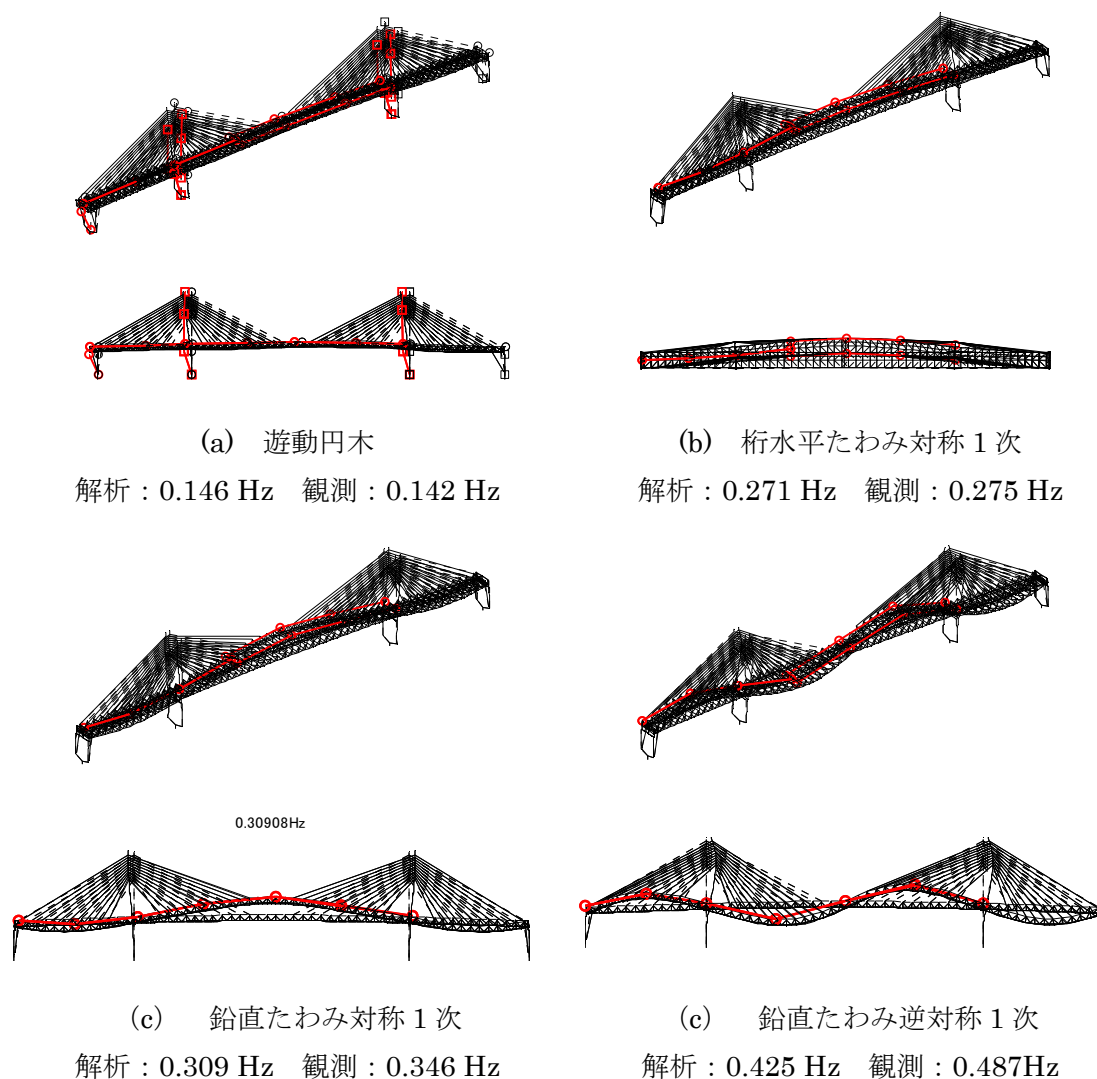 (a) 遊動円木
解析：0.146 Hz 観測：0.142 Hz
(b) 桁水平たわみ対称 1 次
解析：0.271 Hz 観測：0.275 Hz
0.30908Hz
(c) 鉛直たわみ対称 1 次
解析：0.309 Hz 観測：0.346 Hz
(c) 鉛直たわみ逆対称 1 次
解析：0.425 Hz 観測：0.487Hz